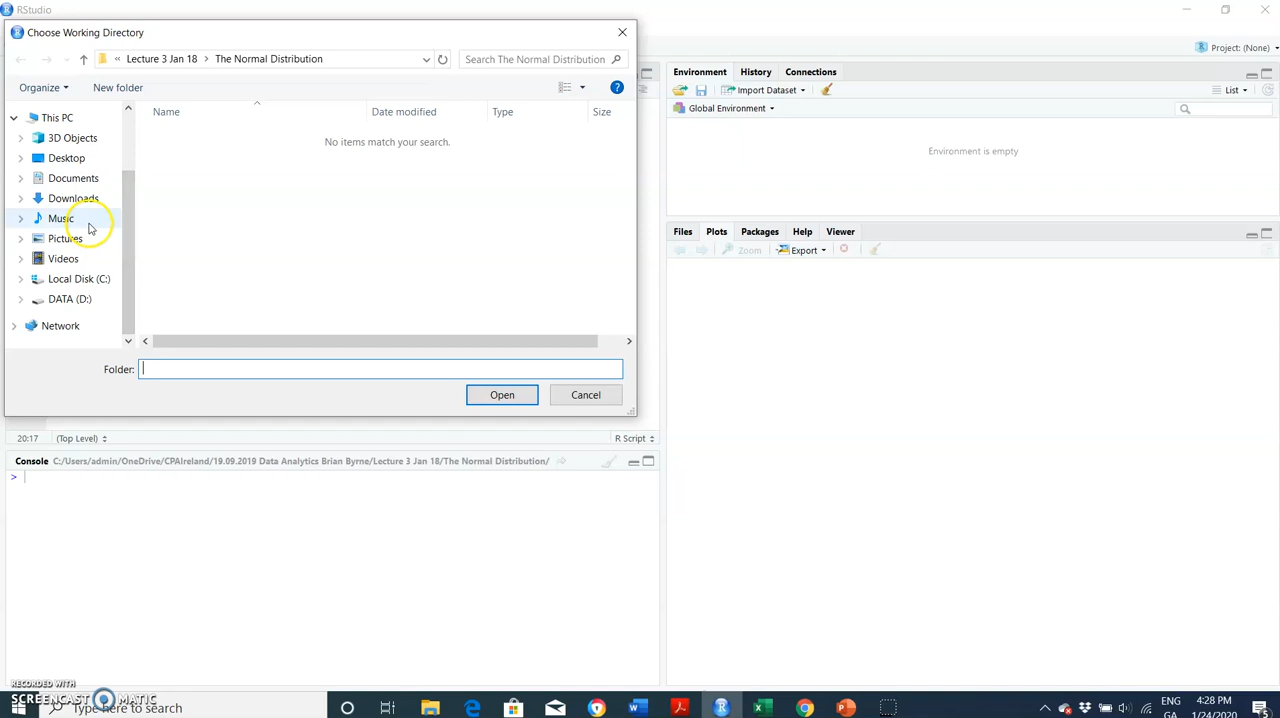 RStudio
Choose Working Directory
« Lecture 3 Jan 18 › The Normal Distribution
Search The Normal Distribution
Project: (None)
Organize
New folder
Environment History Connections
Import Dataset
List
Global Environment
Environment is empty
Name Date modified Type Size
No items match your search.
This PC
3D Objects
Desktop
Documents
Downloads
Music
Pictures
Videos
Local Disk (C:)
DATA (D:)
Network
Files Plots Packages Help Viewer
Zoom Export
Folder:
Open Cancel
20:17 (Top Level) R Script
Console C:/Users/admin/OneDrive/CPAIreland/19.09.2019 Data Analytics Brian Byrne/Lecture 3 Jan 18/The Normal Distribution/
>
RECORDED WITH
SCREENCAST MATIC
Type here to search
ENG
GA
4:28 PM
1/24/2020